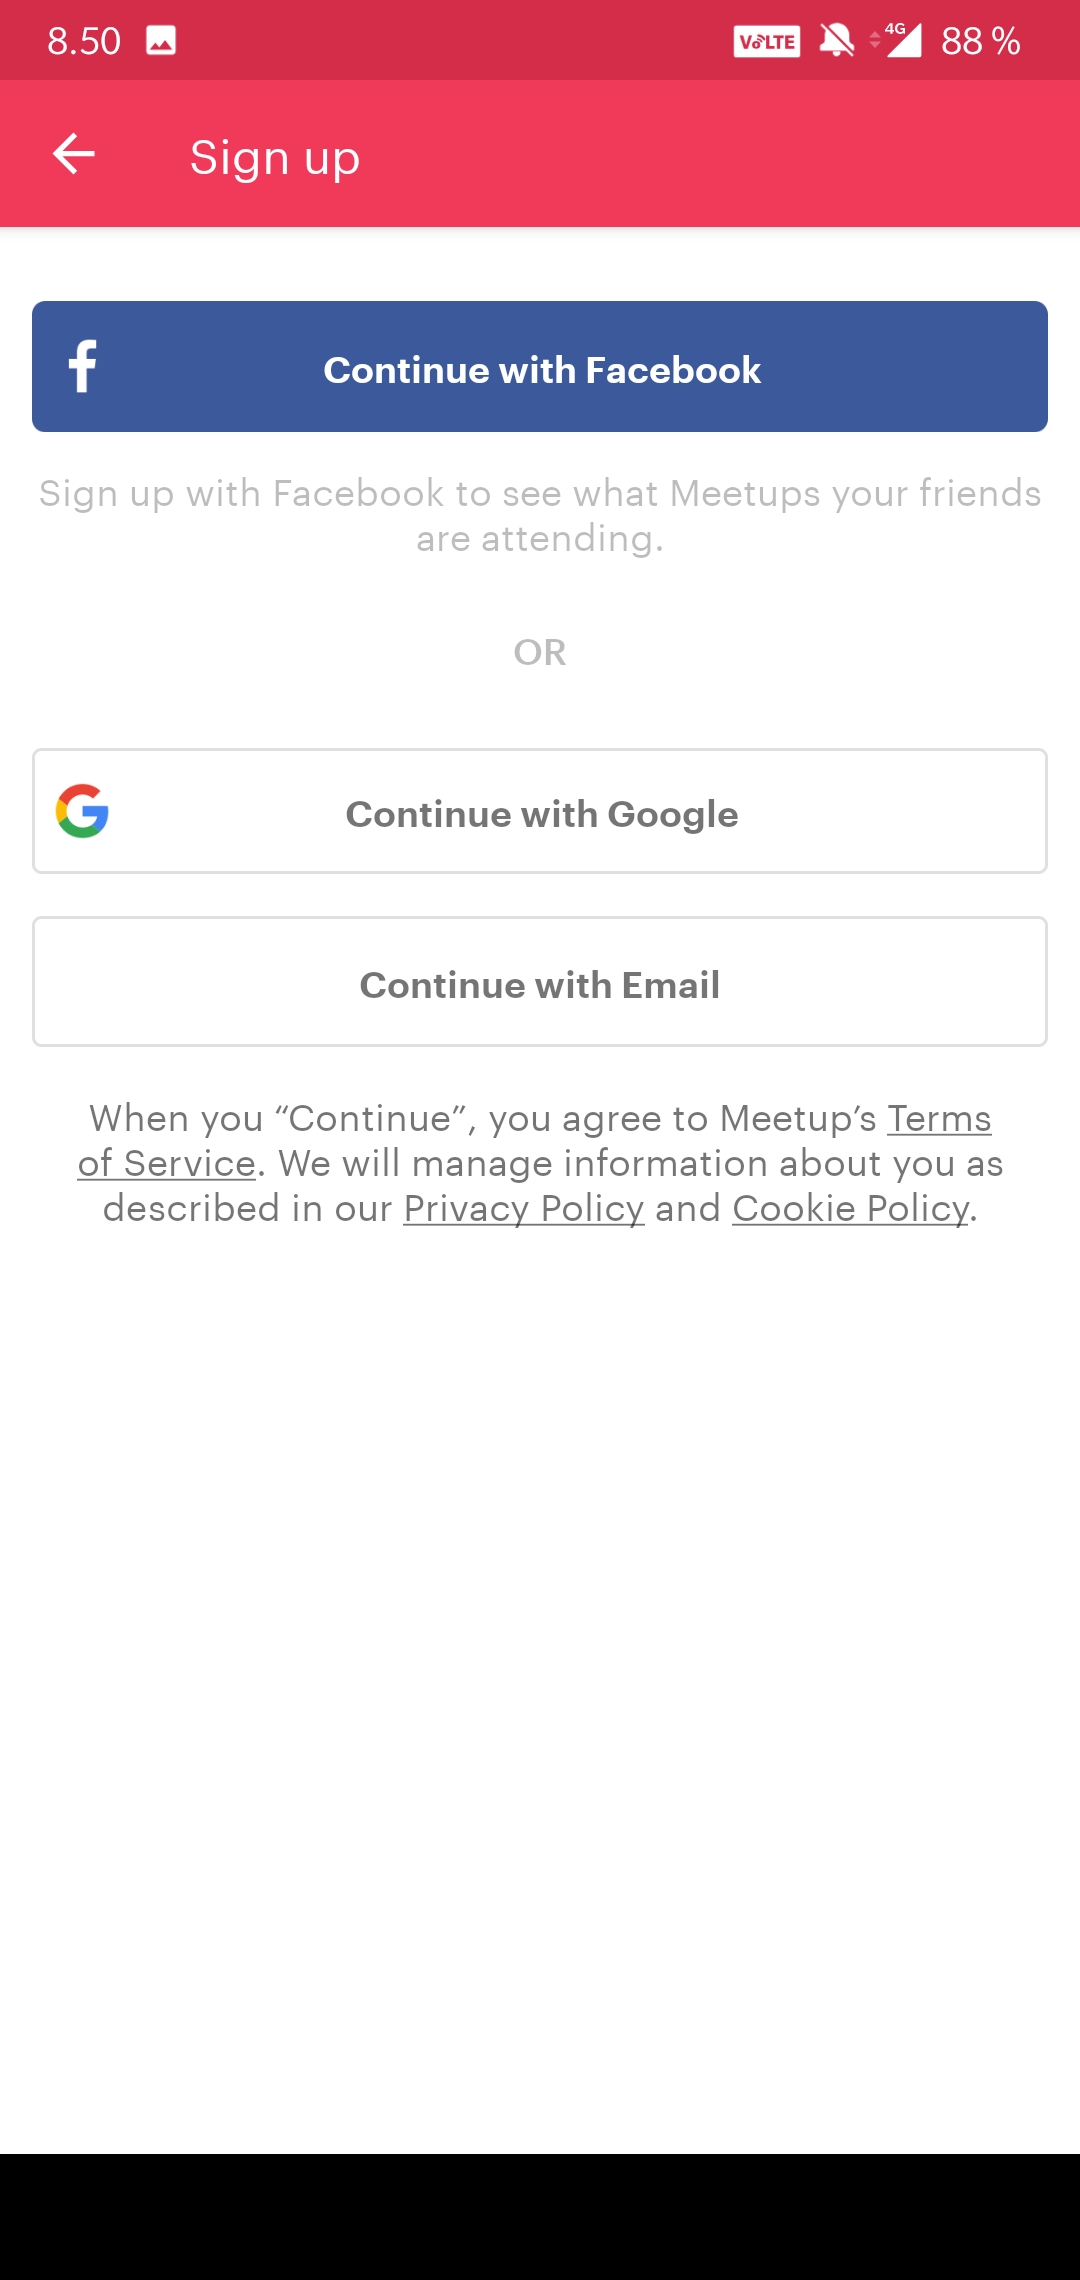 8.50 VoLTE 4G 88 %
Sign up
Continue with Facebook
Sign up with Facebook to see what Meetups your friends
are attending.
OR
Continue with Google
Continue with Email
When you “Continue”, you agree to Meetup’s Terms
of Service. We will manage information about you as
described in our Privacy Policy and Cookie Policy.